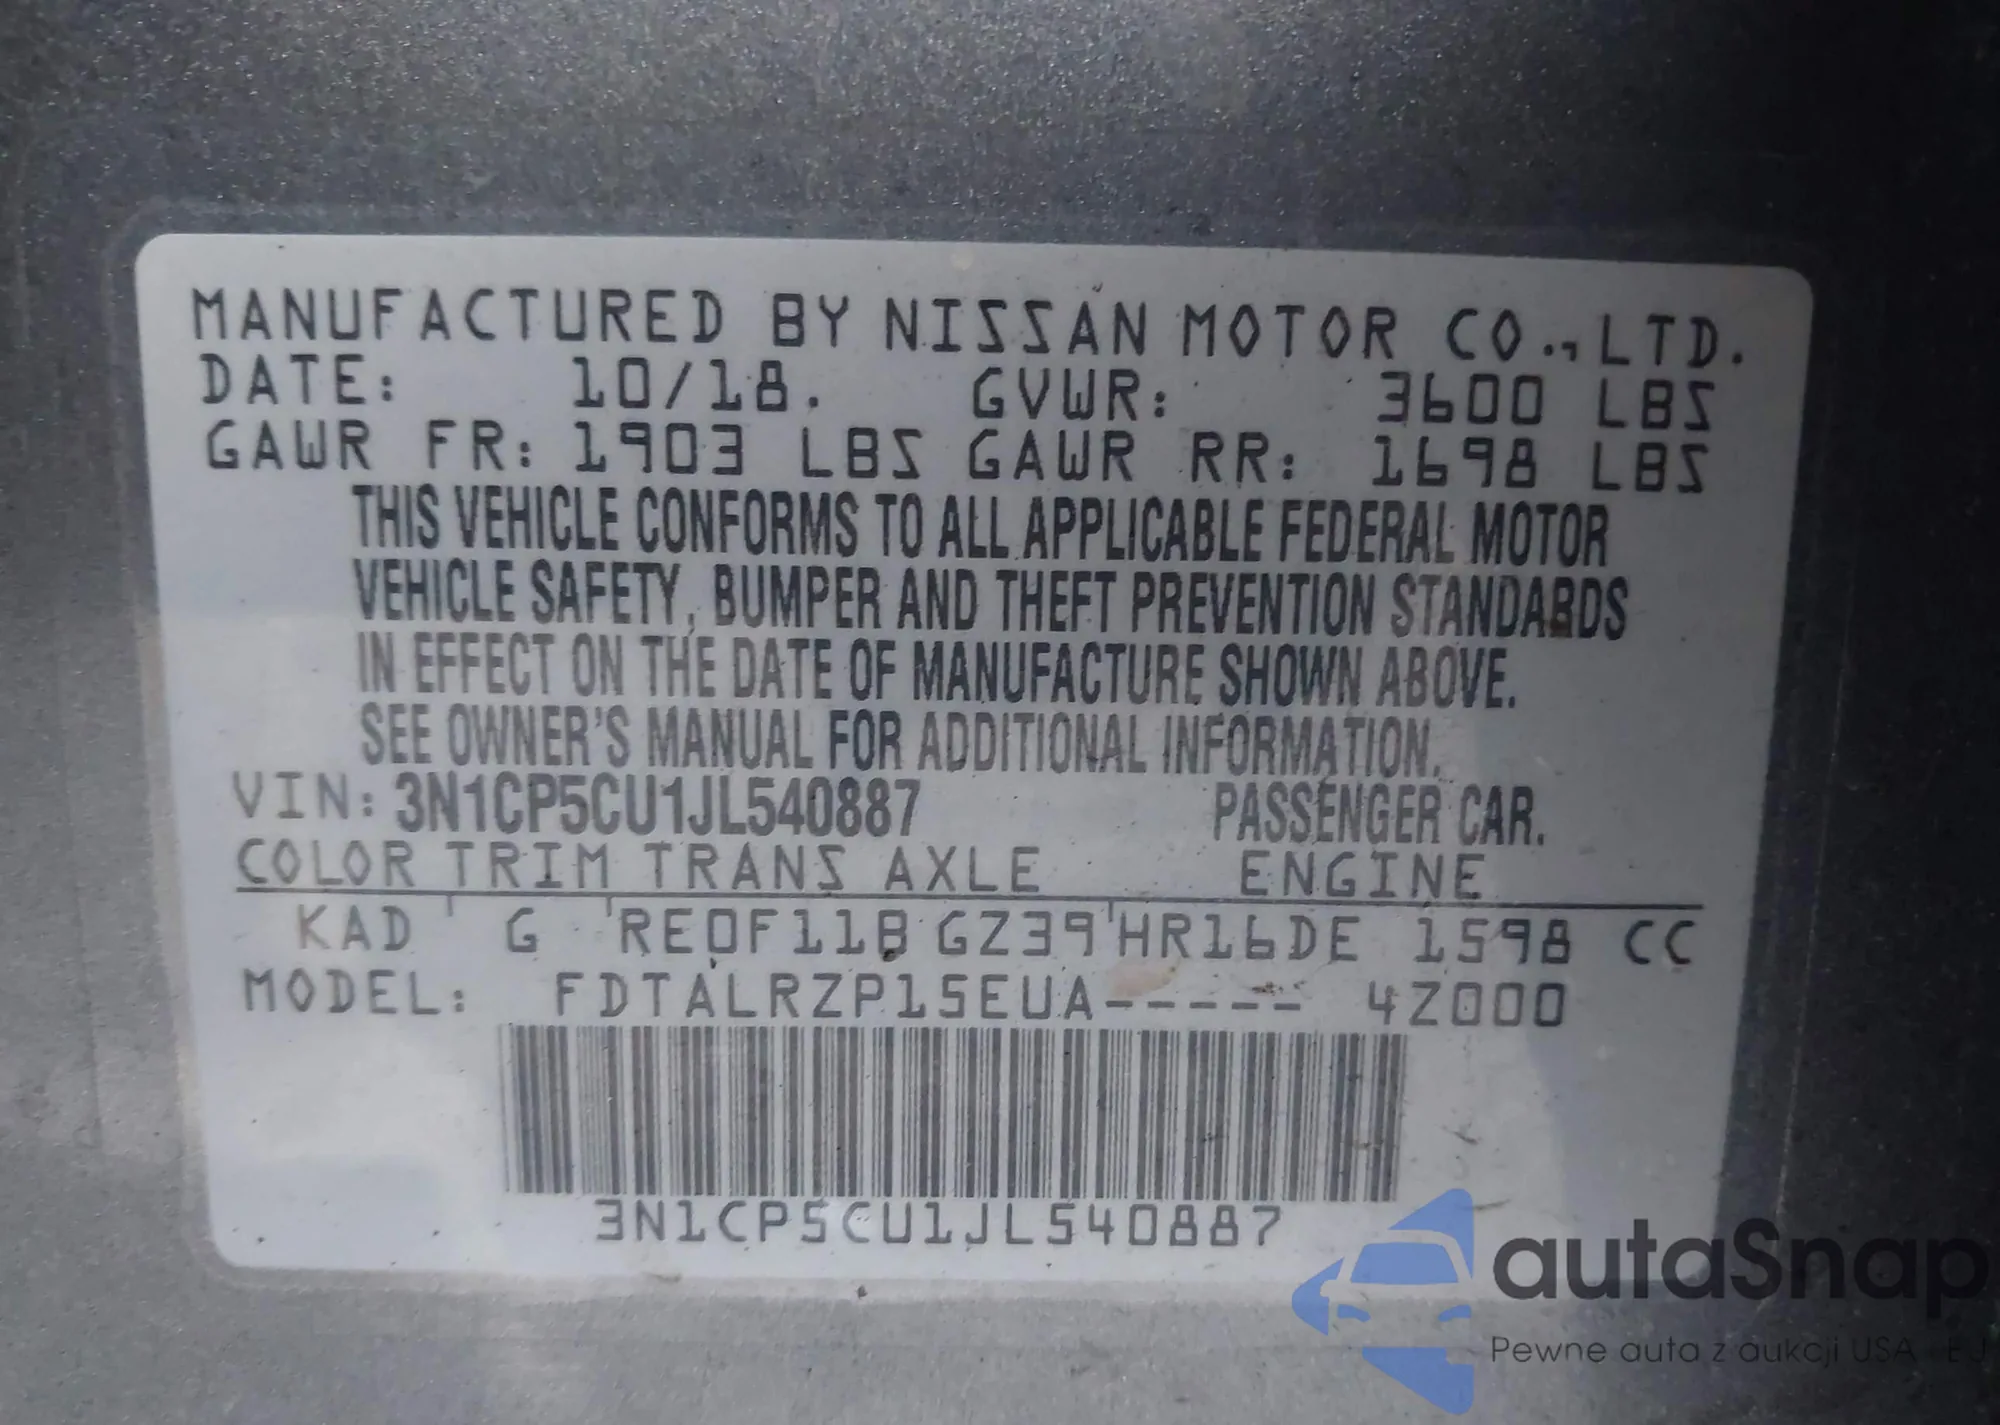 MANUFACTURED BY NISSAN MOTOR CO.,LTD.
DATE: 10/18. GVWR: 3600 LBS
GAWR FR: 1903 LBS GAWR RR: 1698 LBS
THIS VEHICLE CONFORMS TO ALL APPLICABLE FEDERAL MOTOR
VEHICLE SAFETY, BUMPER AND THEFT PREVENTION STANDARDS
IN EFFECT ON THE DATE OF MANUFACTURE SHOWN ABOVE.
SEE OWNER'S MANUAL FOR ADDITIONAL INFORMATION.
VIN: 3N1CP5CU1JL540887 PASSENGER CAR.
COLOR TRIM TRANS AXLE ENGINE
KAD G RE0F11B GZ39 HR16DE 1598 CC
MODEL: FDTALRZP15EUA----- 4Z000
3N1CP5CU1JL540887
autaSnap
Pewne auta z aukcji USA EU